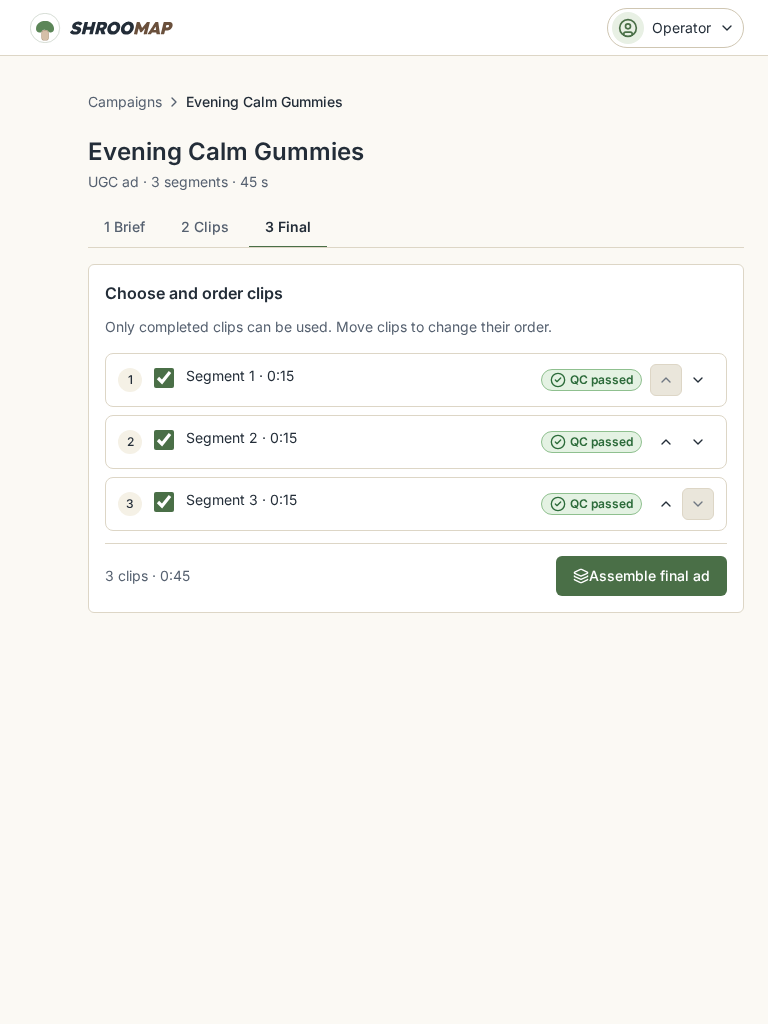 SHROOMAP
Operator
Campaigns > Evening Calm Gummies
Evening Calm Gummies
UGC ad · 3 segments · 45 s
1 Brief 2 Clips 3 Final
Choose and order clips
Only completed clips can be used. Move clips to change their order.
1 Segment 1 · 0:15 QC passed
2 Segment 2 · 0:15 QC passed
3 Segment 3 · 0:15 QC passed
3 clips · 0:45 Assemble final ad